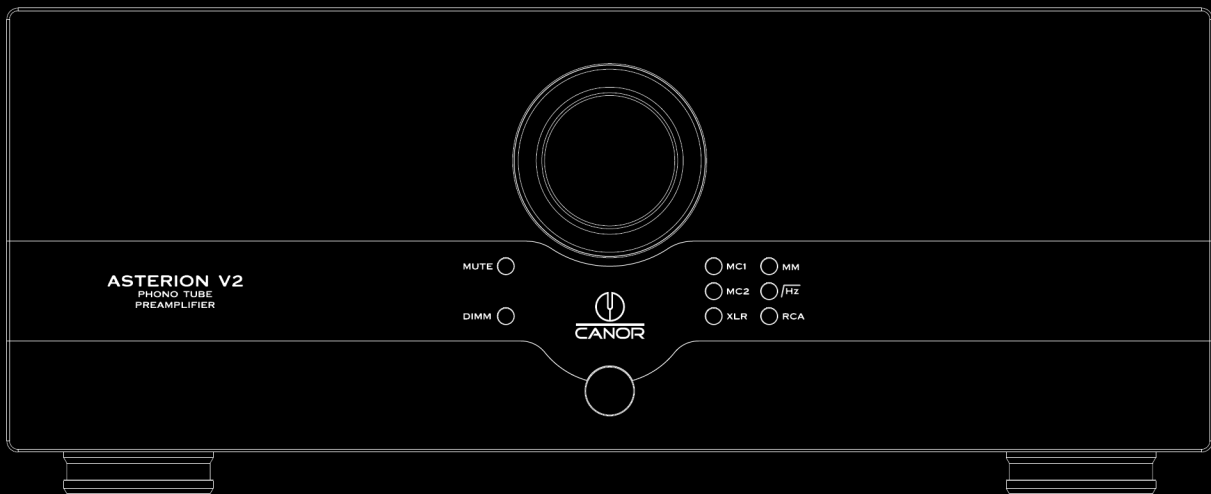 ASTERION V2
PHONO TUBE
PREAMPLIFIER
MUTE
DIMM
CANOR
MC1 MM
MC2 Hz
XLR RCA